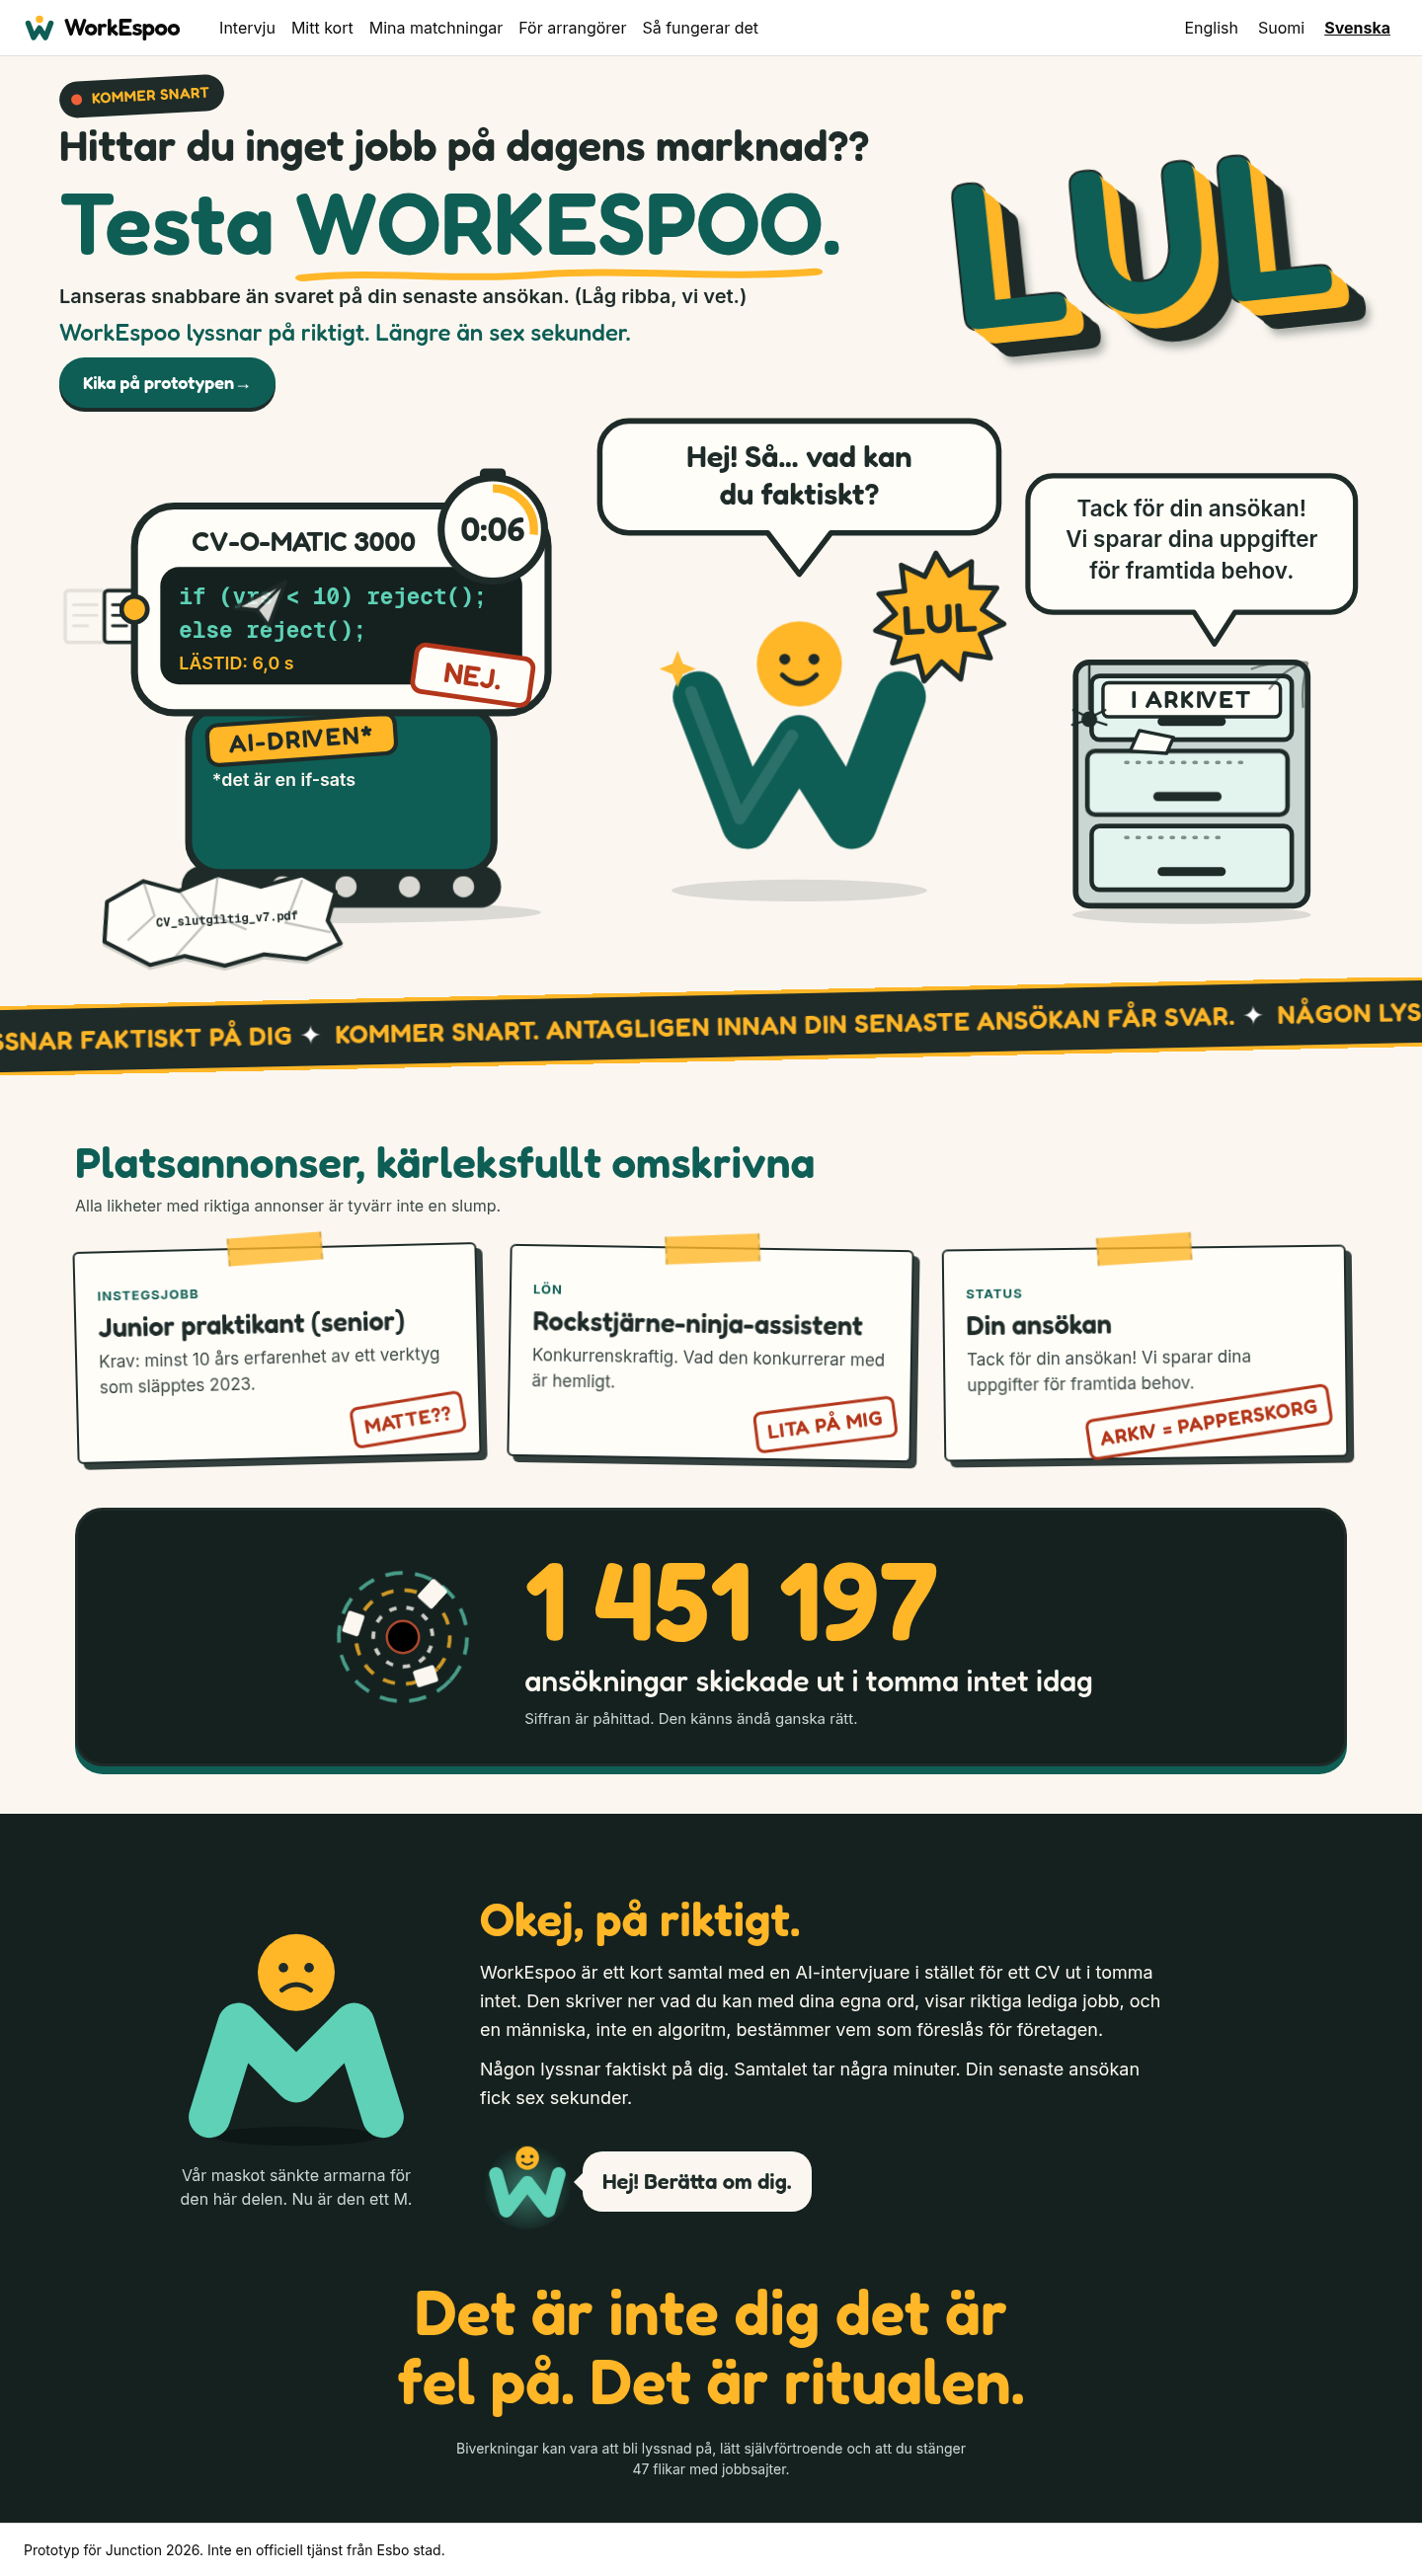 WorkEspoo
Intervju Mitt kort Mina matchningar För arrangörer Så fungerar det
English Suomi Svenska
KOMMER SNART
Hittar du inget jobb på dagens marknad??
Testa WORKESPOO.
Lanseras snabbare än svaret på din senaste ansökan. (Låg ribba, vi vet.)
WorkEspoo lyssnar på riktigt. Längre än sex sekunder.
Kika på prototypen→
LUL
Hej! Så... vad kan
du faktiskt?
Tack för din ansökan!
Vi sparar dina uppgifter
för framtida behov.
0:06
CV-O-MATIC 3000
if ( < 10) reject();
else reject();
LÄSTID: 6,0 s
NEJ.
AI-DRIVEN*
*det är en if-sats
CV_slutgiltig_v7.pdf
LUL
I ARKIVET
SSNAR FAKTISKT PÅ DIG ✦ KOMMER SNART. ANTAGLIGEN INNAN DIN SENASTE ANSÖKAN FÅR SVAR. ✦ NÅGON LYS
Platsannonser, kärleksfullt omskrivna
Alla likheter med riktiga annonser är tyvärr inte en slump.
INSTEGSJOBB
Junior praktikant (senior)
Krav: minst 10 års erfarenhet av ett verktyg
som släpptes 2023.
MATTE??
LÖN
Rockstjärne-ninja-assistent
Konkurrenskraftig. Vad den konkurrerar med
är hemligt.
LITA PÅ MIG
STATUS
Din ansökan
Tack för din ansökan! Vi sparar dina
uppgifter för framtida behov.
ARKIV = PAPPERSKORG
1 451 197
ansökningar skickade ut i tomma intet idag
Siffran är påhittad. Den känns ändå ganska rätt.
Okej, på riktigt.
WorkEspoo är ett kort samtal med en AI-intervjuare i stället för ett CV ut i tomma
intet. Den skriver ner vad du kan med dina egna ord, visar riktiga lediga jobb, och
en människa, inte en algoritm, bestämmer vem som föreslås för företagen.
Någon lyssnar faktiskt på dig. Samtalet tar några minuter. Din senaste ansökan
fick sex sekunder.
Vår maskot sänkte armarna för
den här delen. Nu är den ett M.
Hej! Berätta om dig.
Det är inte dig det är
fel på. Det är ritualen.
Biverkningar kan vara att bli lyssnad på, lätt självförtroende och att du stänger
47 flikar med jobbsajter.
Prototyp för Junction 2026. Inte en officiell tjänst från Esbo stad.